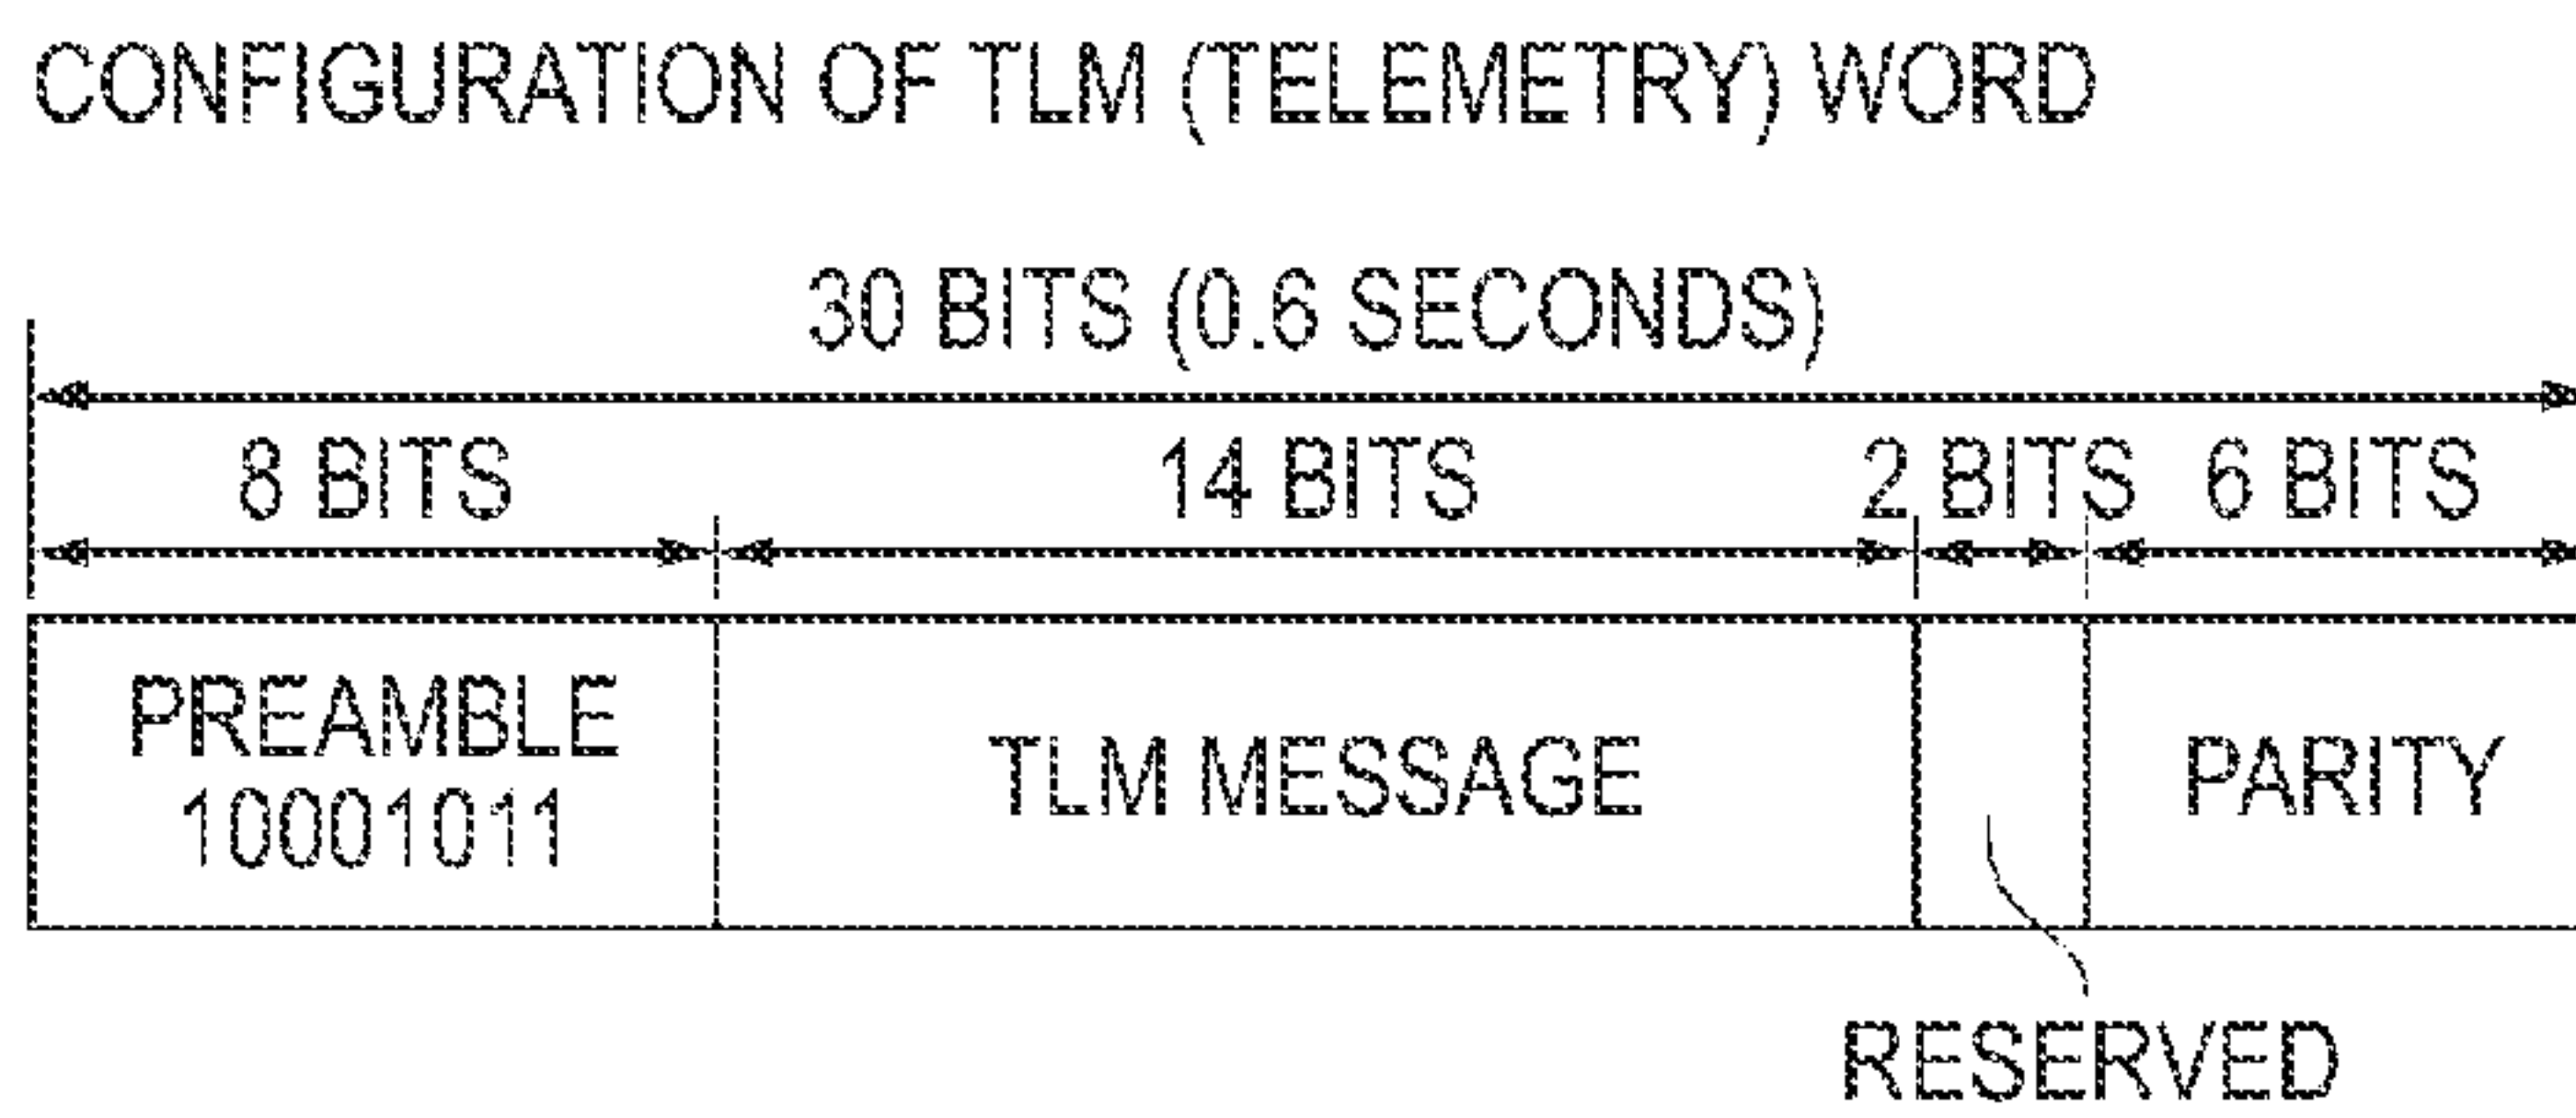 CONFIGURATION OF TLM (TELEMETRY) WORD
30 BITS (0.6 SECONDS)
8 BITS 14 BITS 2 BITS 6 BITS
PREAMBLE
10001011
TLM MESSAGE
PARITY
RESERVED